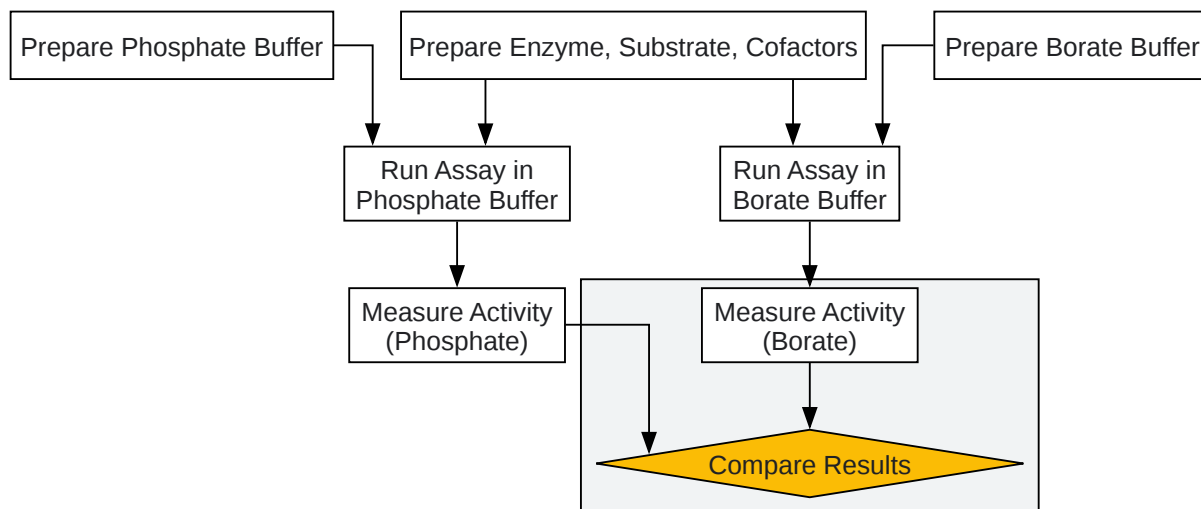 Prepare Phosphate Buffer
Prepare Enzyme, Substrate, Cofactors
Prepare Borate Buffer
Run Assay in
Phosphate Buffer
Run Assay in
Borate Buffer
Measure Activity
(Phosphate)
Measure Activity
(Borate)
Compare Results